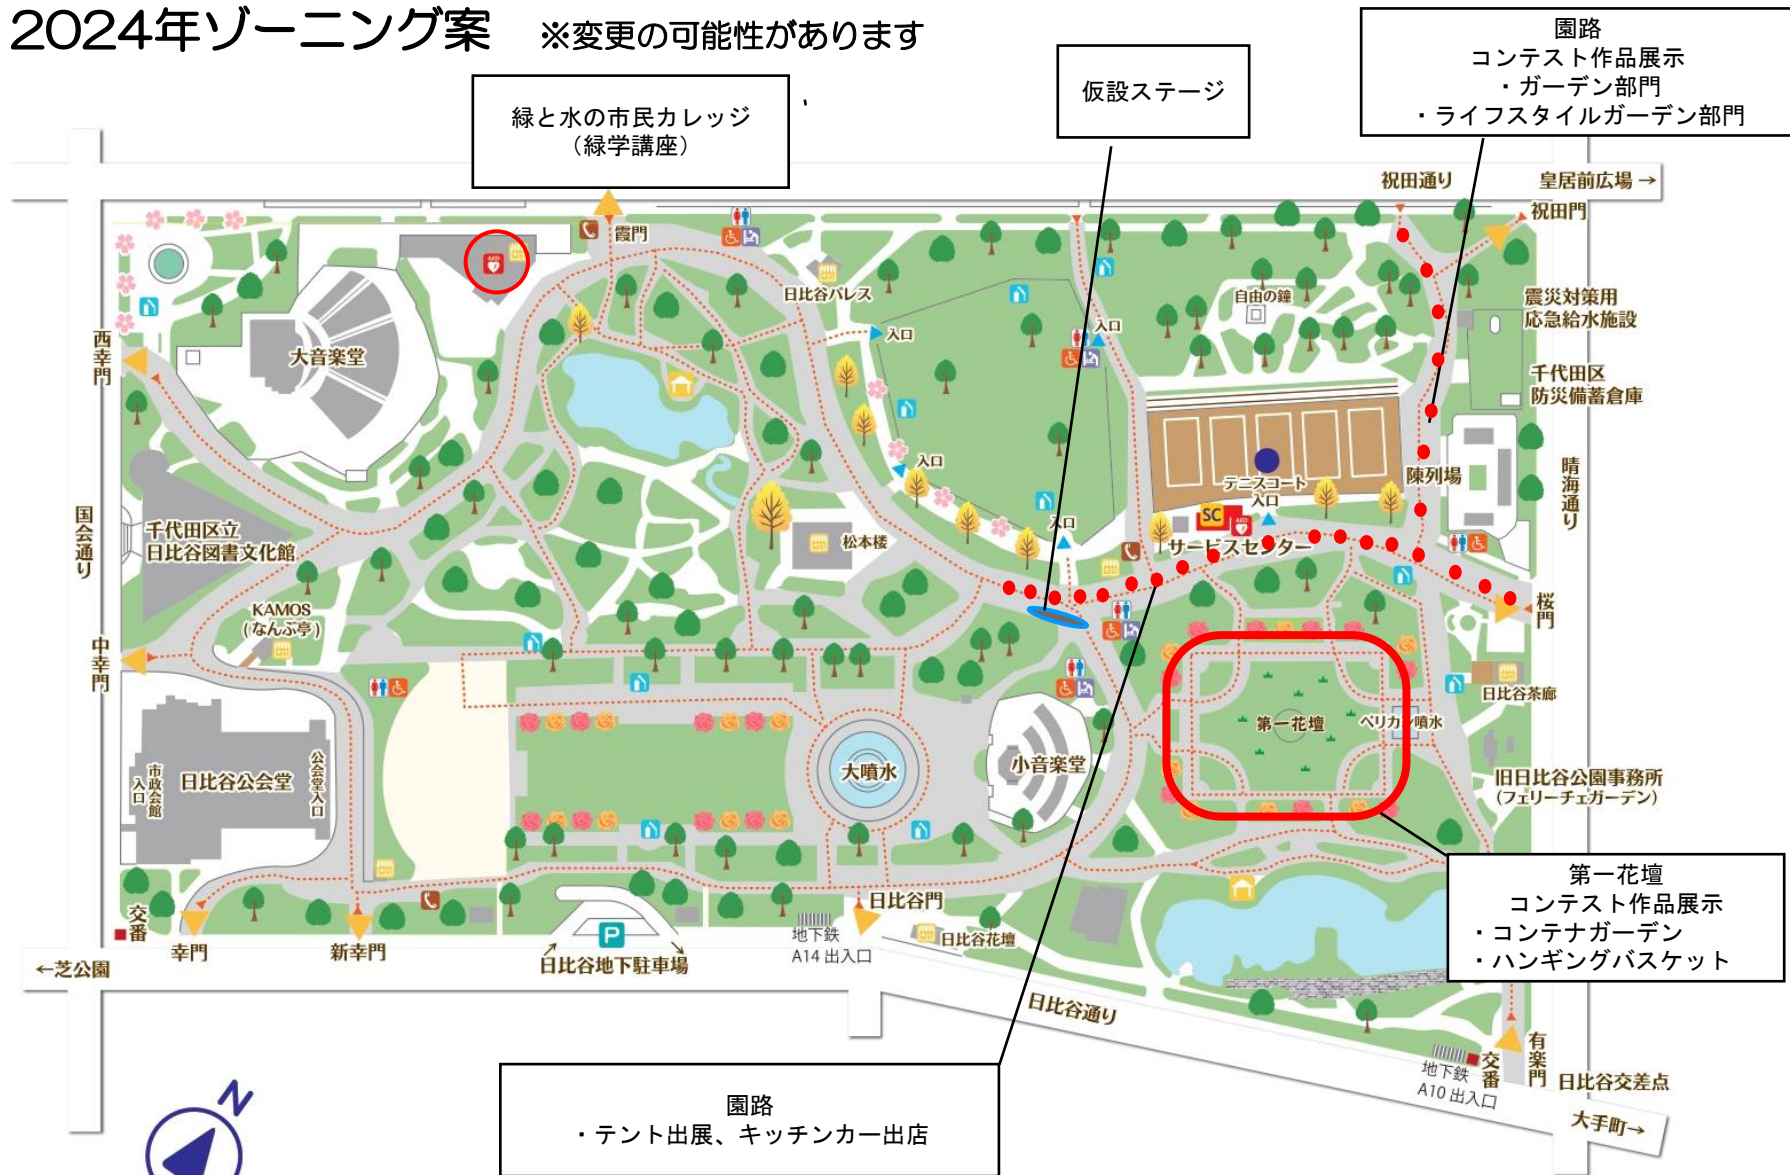 2024年ゾーニング案　※変更の可能性があります
緑と水の市民カレッジ
（緑学講座）
仮設ステージ
園路
コンテスト作品展示
・ガーデン部門
・ライフスタイルガーデン部門
祝田通り
皇居前広場→
祝田門
霞門
日比谷パレス
入口
入口
自由の鐘
震災対策用
応急給水施設
千代田区
防災備蓄倉庫
西幸門
大音楽堂
AED
入口
テニスコート
入口
陳列場
晴海通り
国会通り
千代田区立
日比谷図書文化館
松本楼
入口
SC
AED
サービスセンター
KAMOS
(なんぶ亭)
桜門
中幸門
日比谷茶廊
第一花壇
ペリカン噴水
市政会館
入口
日比谷公会堂
公会堂入口
大噴水
小音楽堂
旧日比谷公園事務所
(フェリーチェガーデン)
第一花壇
コンテスト作品展示
・コンテナガーデン
・ハンギングバスケット
交番
幸門
新幸門
P
日比谷地下駐車場
地下鉄
A14 出入口
日比谷門
日比谷花壇
←芝公園
日比谷通り
地下鉄
A10 出入口
交番
有楽門
日比谷交差点
大手町→
園路
・テント出展、キッチンカー出店
N